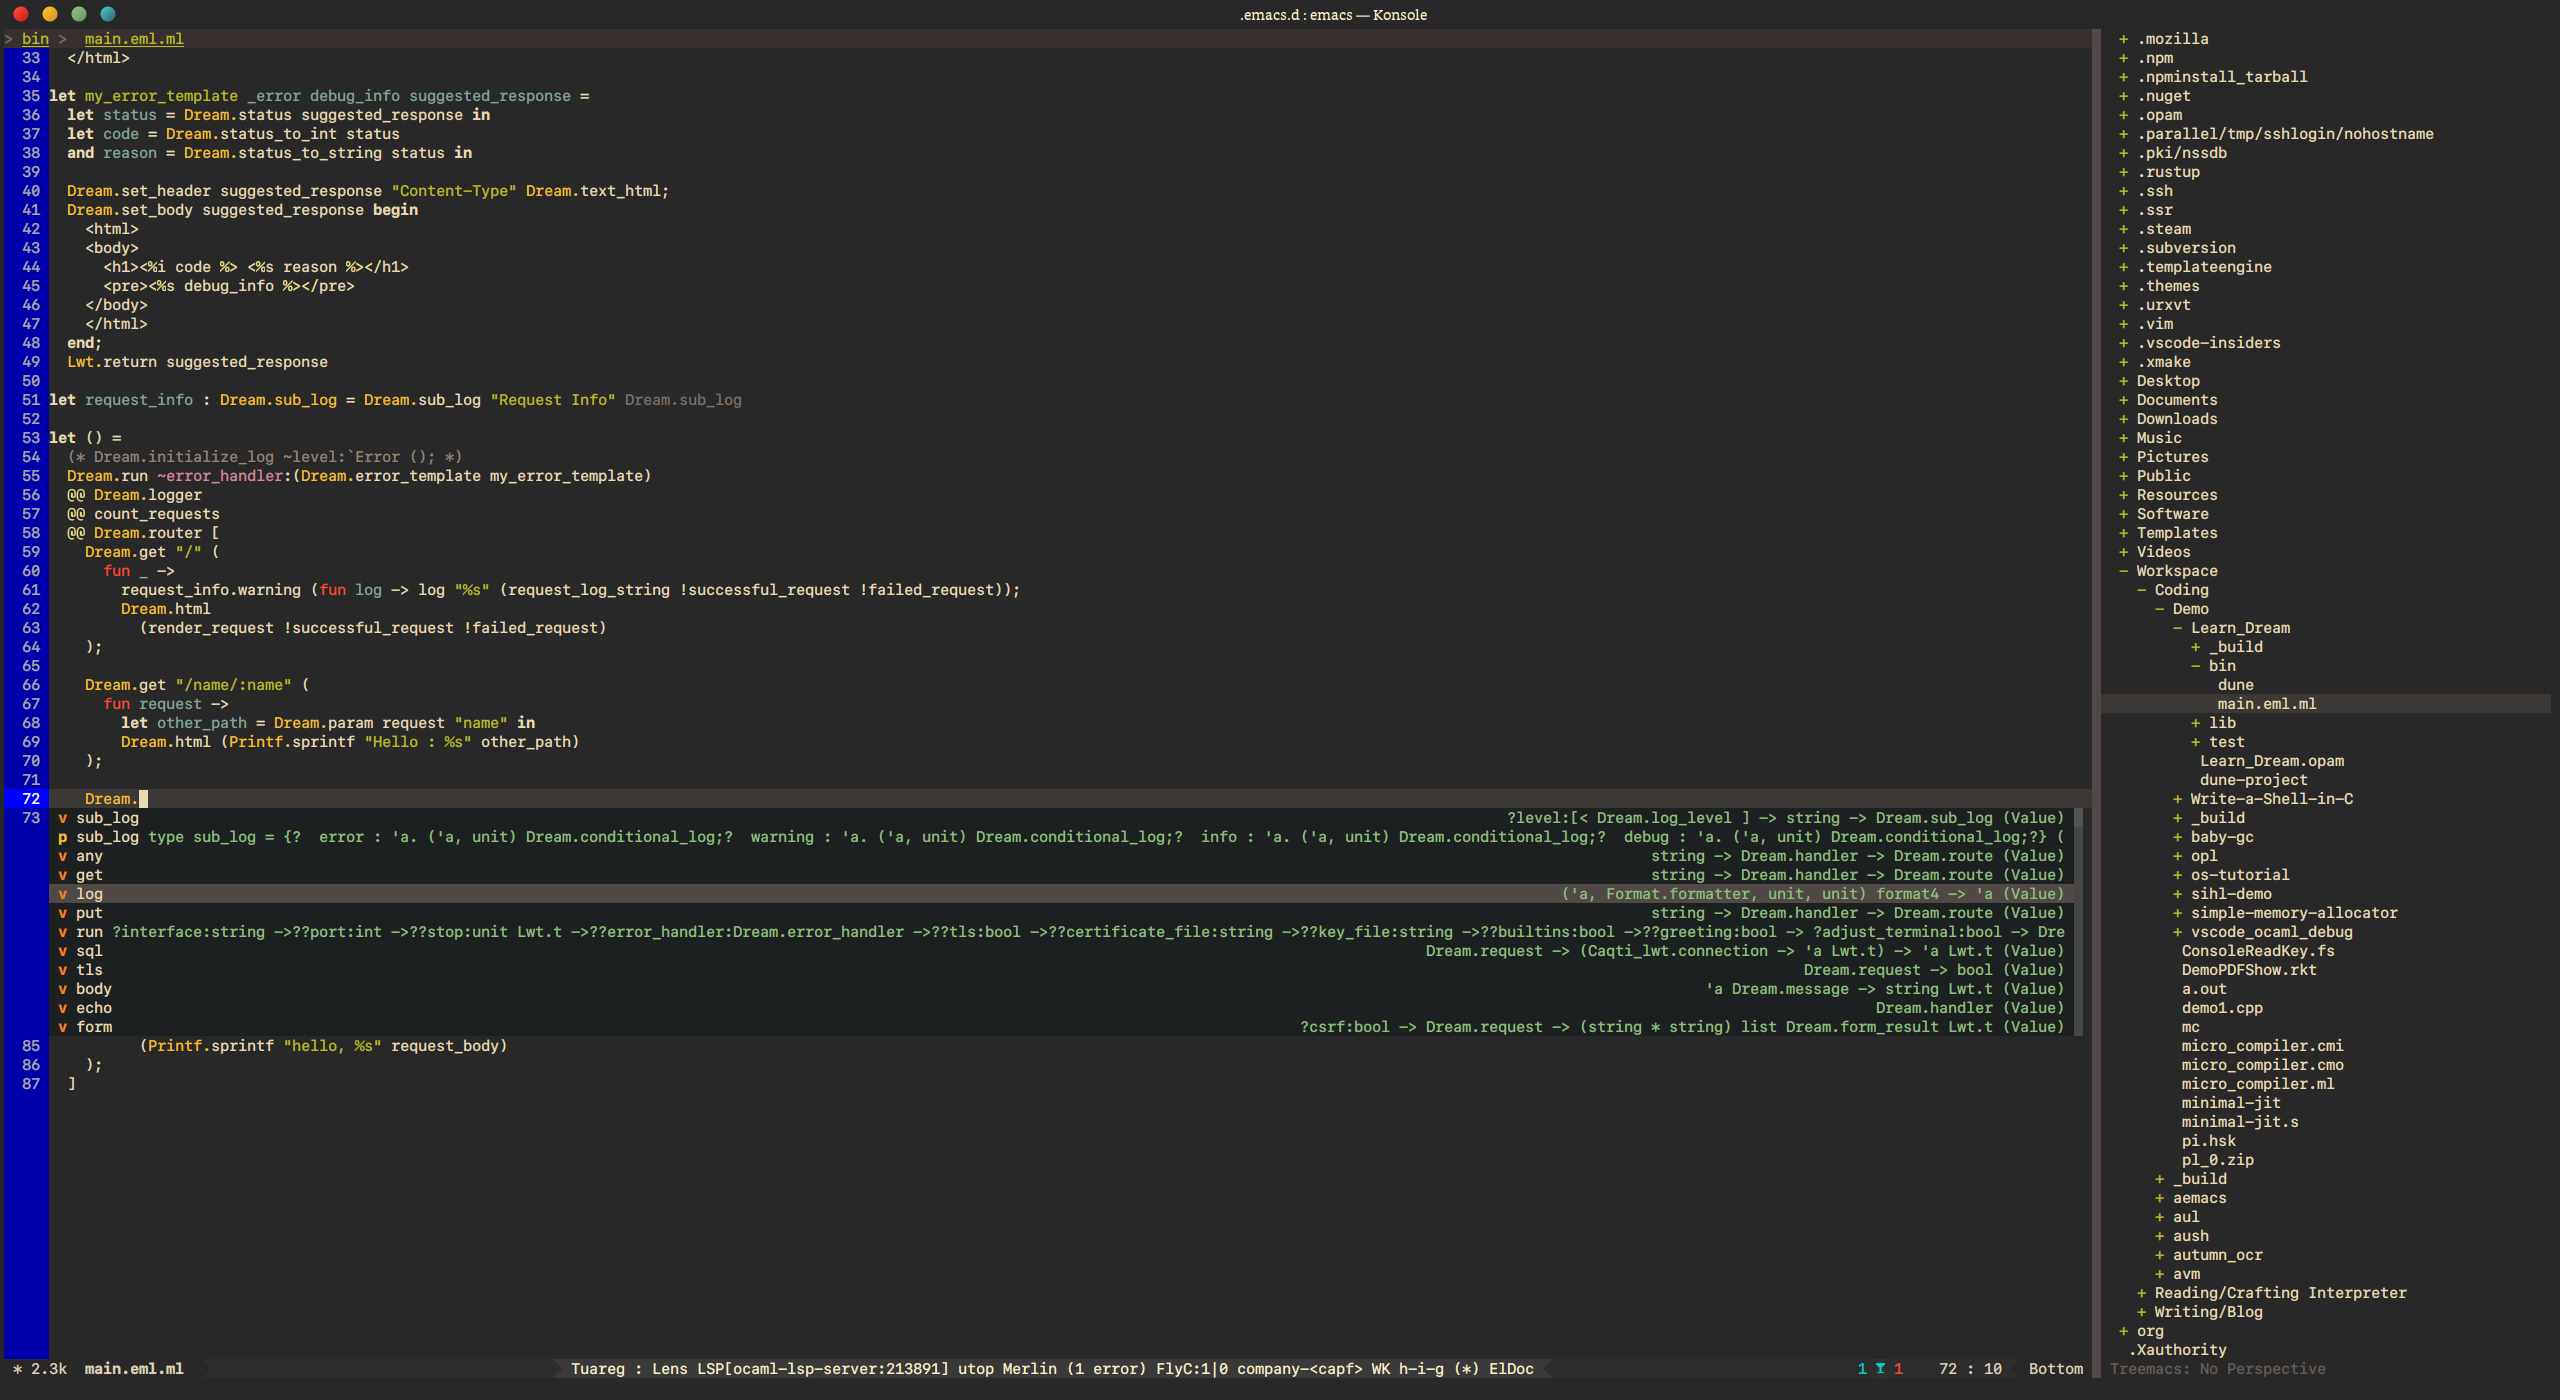 .emacs.d : emacs — Konsole
> bin >  main.eml.ml
33   </html>
34
35 let my_error_template _error debug_info suggested_response =
36   let status = Dream.status suggested_response in
37   let code = Dream.status_to_int status
38   and reason = Dream.status_to_string status in
39
40   Dream.set_header suggested_response "Content-Type" Dream.text_html;
41   Dream.set_body suggested_response begin
42     <html>
43     <body>
44       <h1><%i code %> <%s reason %></h1>
45       <pre><%s debug_info %></pre>
46     </body>
47     </html>
48   end;
49   Lwt.return suggested_response
50
51 let request_info : Dream.sub_log = Dream.sub_log "Request Info" Dream.sub_log
52
53 let () =
54   (* Dream.initialize_log ~level:`Error (); *)
55   Dream.run ~error_handler:(Dream.error_template my_error_template)
56   @@ Dream.logger
57   @@ count_requests
58   @@ Dream.router [
59     Dream.get "/" (
60       fun _ ->
61         request_info.warning (fun log -> log "%s" (request_log_string !successful_request !failed_request));
62         Dream.html
63           (render_request !successful_request !failed_request)
64     );
65
66     Dream.get "/name/:name" (
67       fun request ->
68         let other_path = Dream.param request "name" in
69         Dream.html (Printf.sprintf "Hello : %s" other_path)
70     );
71
72     Dream.
73  v sub_log ?level:[< Dream.log_level ] -> string -> Dream.sub_log (Value)
p sub_log type sub_log = {?  error : 'a. ('a, unit) Dream.conditional_log;?  warning : 'a. ('a, unit) Dream.conditional_log;?  info : 'a. ('a, unit) Dream.conditional_log;?  debug : 'a. ('a, unit) Dream.conditional_log;?} (
v any string -> Dream.handler -> Dream.route (Value)
v get string -> Dream.handler -> Dream.route (Value)
v log ('a, Format.formatter, unit, unit) format4 -> 'a (Value)
v put string -> Dream.handler -> Dream.route (Value)
v run ?interface:string ->??port:int ->??stop:unit Lwt.t ->??error_handler:Dream.error_handler ->??tls:bool ->??certificate_file:string ->??key_file:string ->??builtins:bool ->??greeting:bool -> ?adjust_terminal:bool -> Dre
v sql Dream.request -> (Caqti_lwt.connection -> 'a Lwt.t) -> 'a Lwt.t (Value)
v tls Dream.request -> bool (Value)
v body 'a Dream.message -> string Lwt.t (Value)
v echo Dream.handler (Value)
v form ?csrf:bool -> Dream.request -> (string * string) list Dream.form_result Lwt.t (Value)
85           (Printf.sprintf "hello, %s" request_body)
86     );
87   ]
* 2.3k  main.eml.ml  Tuareg : Lens LSP[ocaml-lsp-server:213891] utop Merlin (1 error) FlyC:1|0 company-<capf> WK h-i-g (*) ElDoc  1 1  72 : 10  Bottom
+ .mozilla
+ .npm
+ .npminstall_tarball
+ .nuget
+ .opam
+ .parallel/tmp/sshlogin/nohostname
+ .pki/nssdb
+ .rustup
+ .ssh
+ .ssr
+ .steam
+ .subversion
+ .templateengine
+ .themes
+ .urxvt
+ .vim
+ .vscode-insiders
+ .xmake
+ Desktop
+ Documents
+ Downloads
+ Music
+ Pictures
+ Public
+ Resources
+ Software
+ Templates
+ Videos
- Workspace
- Coding
- Demo
- Learn_Dream
+ _build
- bin
dune
main.eml.ml
+ lib
+ test
Learn_Dream.opam
dune-project
+ Write-a-Shell-in-C
+ _build
+ baby-gc
+ opl
+ os-tutorial
+ sihl-demo
+ simple-memory-allocator
+ vscode_ocaml_debug
ConsoleReadKey.fs
DemoPDFShow.rkt
a.out
demo1.cpp
mc
micro_compiler.cmi
micro_compiler.cmo
micro_compiler.ml
minimal-jit
minimal-jit.s
pi.hsk
pl_0.zip
+ _build
+ aemacs
+ aul
+ aush
+ autumn_ocr
+ avm
+ Reading/Crafting Interpreter
+ Writing/Blog
+ org
.Xauthority
Treemacs: No Perspective